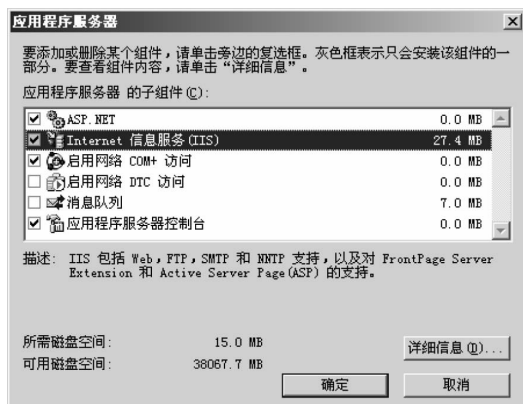 应用程序服务器
要添加或删除某个组件，请单击旁边的复选框。灰色框表示只会安装该组件的一
部分。要查看组件内容，请单击“详细信息”。
应用程序服务器 的子组件(C):
ASP.NET 0.0 MB
Internet 信息服务(IIS) 27.4 MB
启用网络 COM+ 访问 0.0 MB
启用网络 DTC 访问 0.0 MB
消息队列 7.0 MB
应用程序服务器控制台 0.0 MB
描述: IIS 包括 Web，FTP，SMTP 和 NNTP 支持，以及对 FrontPage Server
Extension 和 Active Server Page(ASP) 的支持。
所需磁盘空间: 15.0 MB
详细信息(D)...
可用磁盘空间: 38067.7 MB
确定 取消